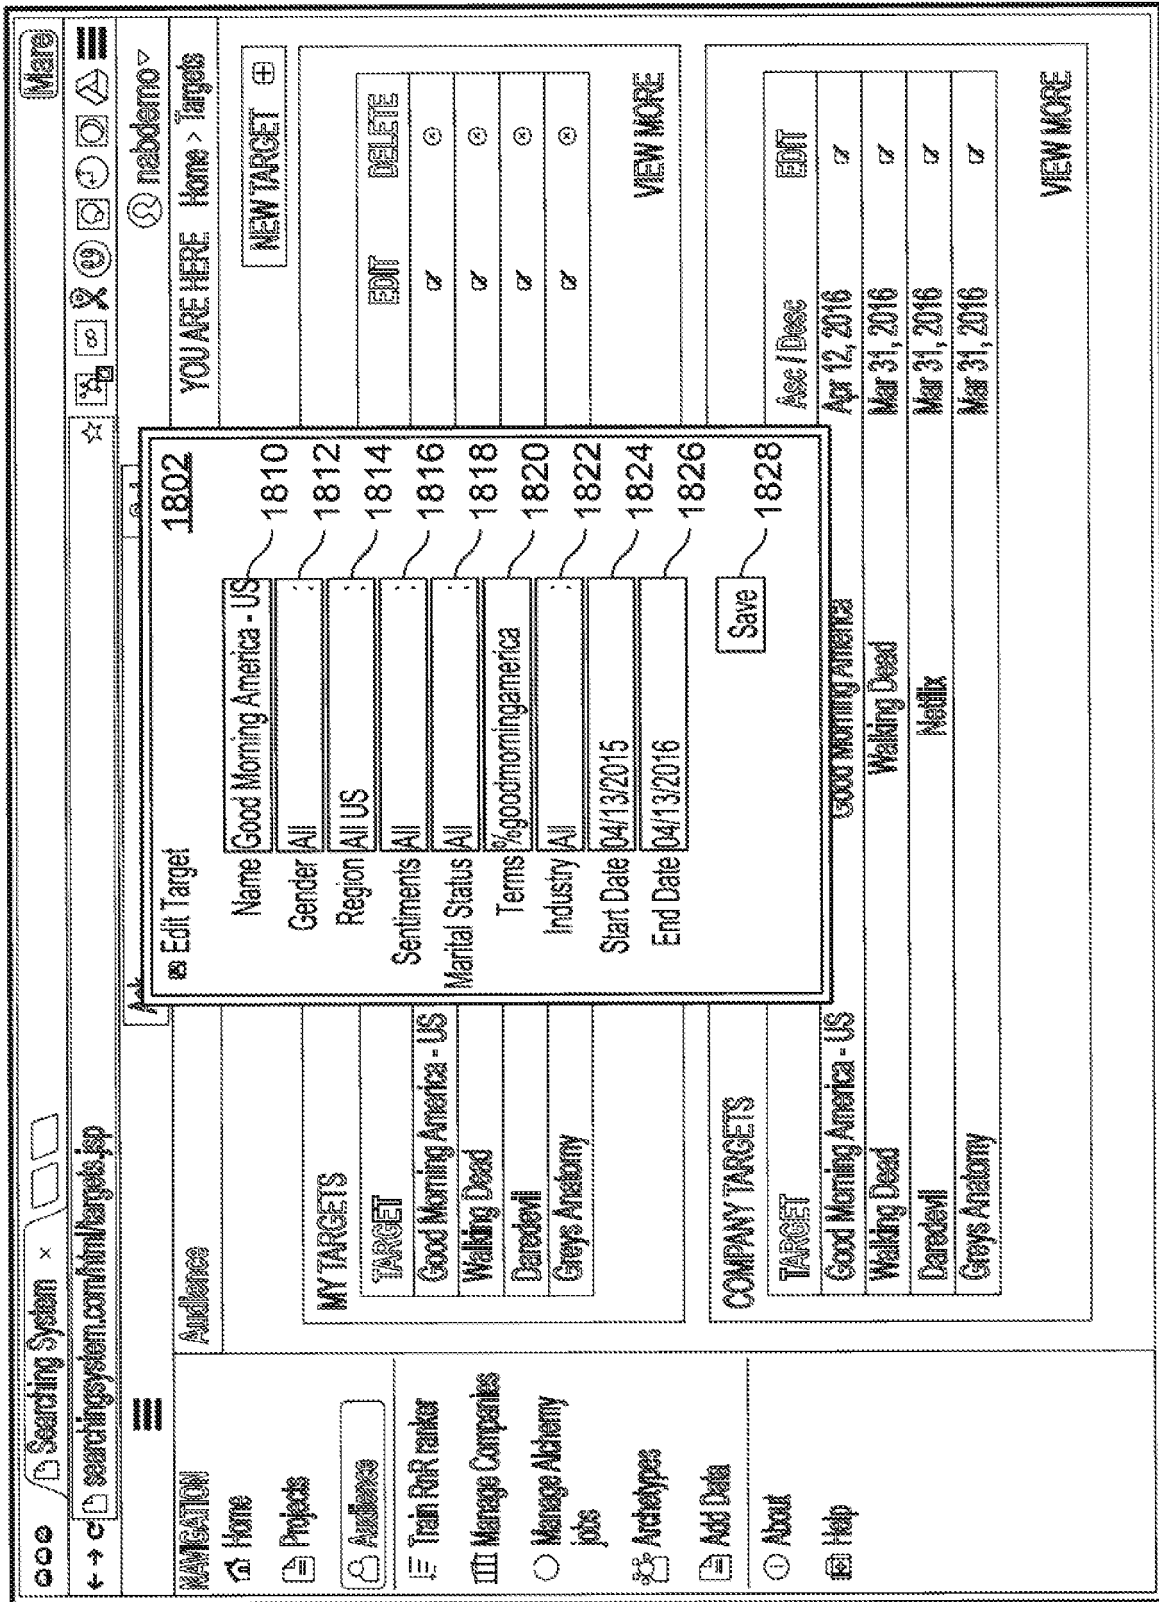 Searching System ×
Mare
searchingsystem.com/html/targets.jsp
nabdemo
NAVIGATION
Home
Projects
Audience
Train RnR ranker
Manage Companies
Manage Alchemy
jobs
Archetypes
Add Data
About
Help
Audience
YOU ARE HERE Home > Targets
NEW TARGET
MY TARGETS
TARGET EDIT DELETE
Good Morning America - US
Walking Dead
Daredevil
Greys Anatomy
VIEW MORE
COMPANY TARGETS
TARGET Asc / Desc EDIT
Good Morning America - US Good Morning America Apr 12, 2016
Walking Dead Walking Dead Mar 31, 2016
Daredevil Netflix Mar 31, 2016
Greys Anatomy Mar 31, 2016
VIEW MORE
Edit Target 1802
Name Good Morning America - US 1810
Gender All 1812
Region All US 1814
Sentiments All 1816
Marital Status All 1818
Terms %goodmorningamerica 1820
Industry All 1822
Start Date 04/13/2015 1824
End Date 04/13/2016 1826
Save 1828